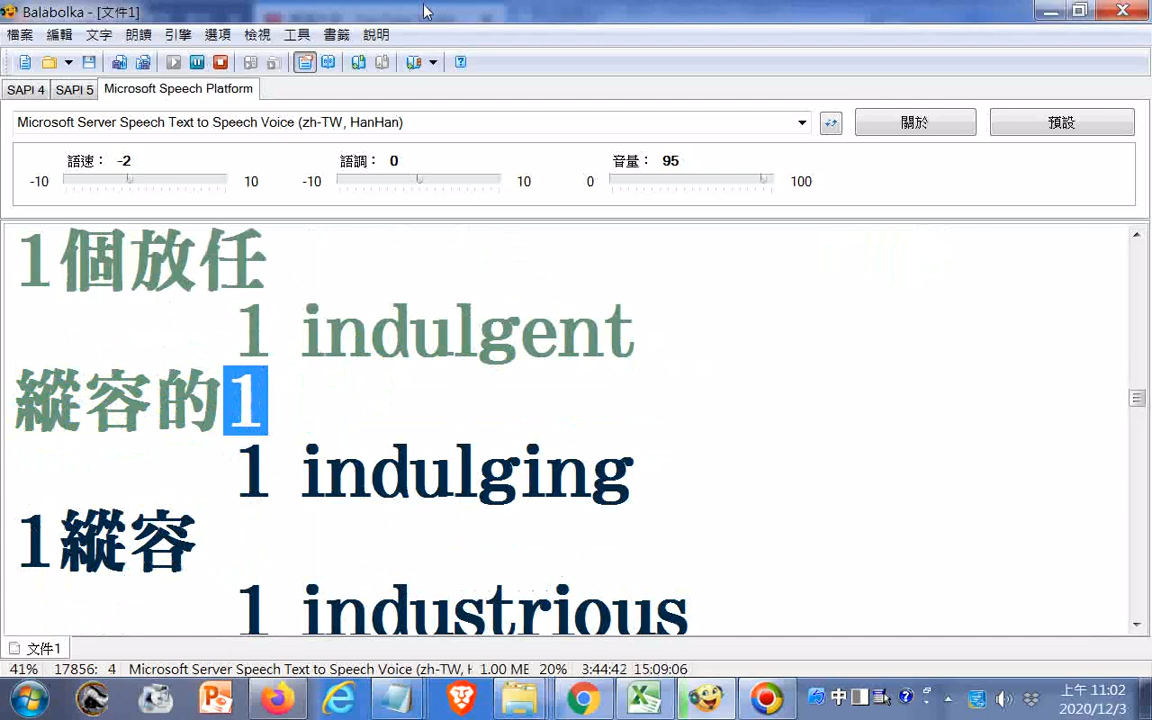 Balabolka - [文件1]
檔案 編輯 文字 朗讀 引擎 選項 檢視 工具 書籤 說明
SAPI 4 SAPI 5 Microsoft Speech Platform
Microsoft Server Speech Text to Speech Voice (zh-TW, HanHan) 關於 預設
語速： -2 語調： 0 音量： 95
-10 10 -10 10 0 100
1個放任
1 indulgent
縱容的1
1 indulging
1縱容
1 industrious
文件1
41% 17856: 4 Microsoft Server Speech Text to Speech Voice (zh-TW, 1.00 ME 20% 3:44:42 15:09:06
中 上午 11:02
2020/12/3